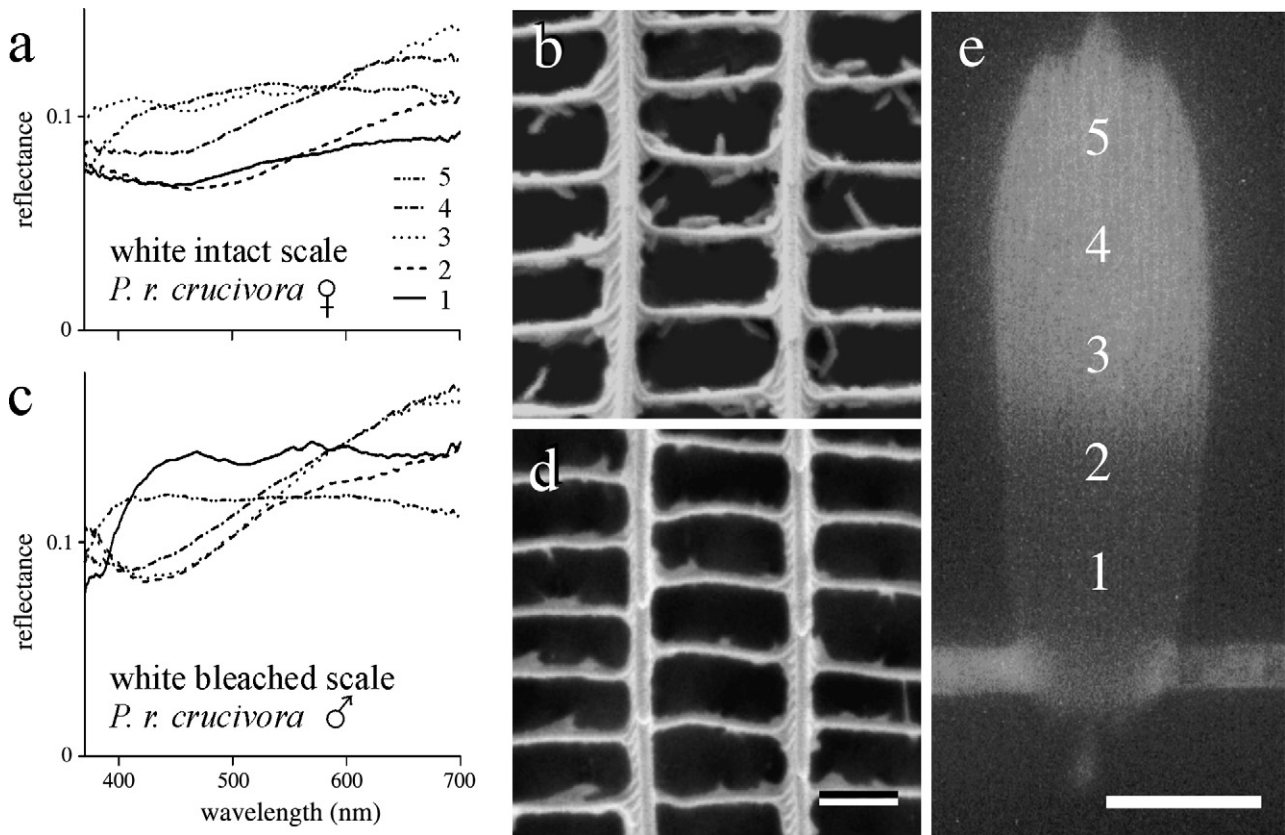 a
0.1
reflectance
0
5
4
3
2
1
white intact scale
P. r. crucivora ♀
b
c
0.1
reflectance
0
white bleached scale
P. r. crucivora ♂
400 500 600 700
wavelength (nm)
d
e
5
4
3
2
1